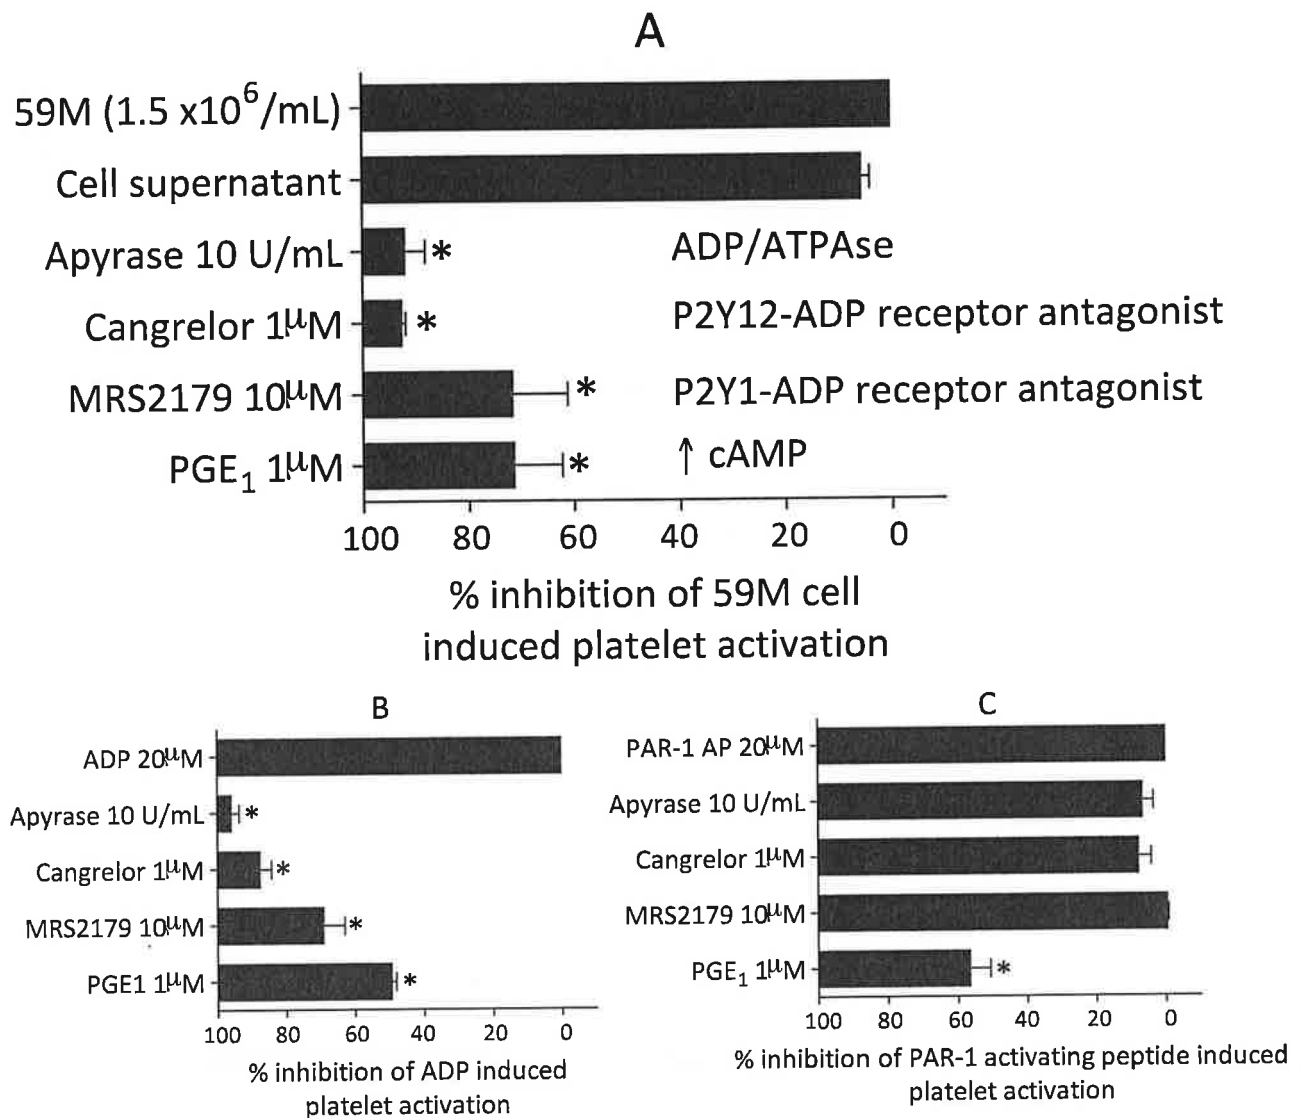 A
59M (1.5 x10⁶/mL)
Cell supernatant
Apyrase 10 U/mL * ADP/ATPAse
Cangrelor 1µM * P2Y12-ADP receptor antagonist
MRS2179 10µM * P2Y1-ADP receptor antagonist
PGE₁ 1µM * ↑ cAMP
100 80 60 40 20 0
% inhibition of 59M cell
induced platelet activation
B
ADP 20µM
Apyrase 10 U/mL *
Cangrelor 1µM *
MRS2179 10µM *
PGE1 1µM *
100 80 60 40 20 0
% inhibition of ADP induced
platelet activation
C
PAR-1 AP 20µM
Apyrase 10 U/mL
Cangrelor 1µM
MRS2179 10µM
PGE₁ 1µM *
100 80 60 40 20 0
% inhibition of PAR-1 activating peptide induced
platelet activation